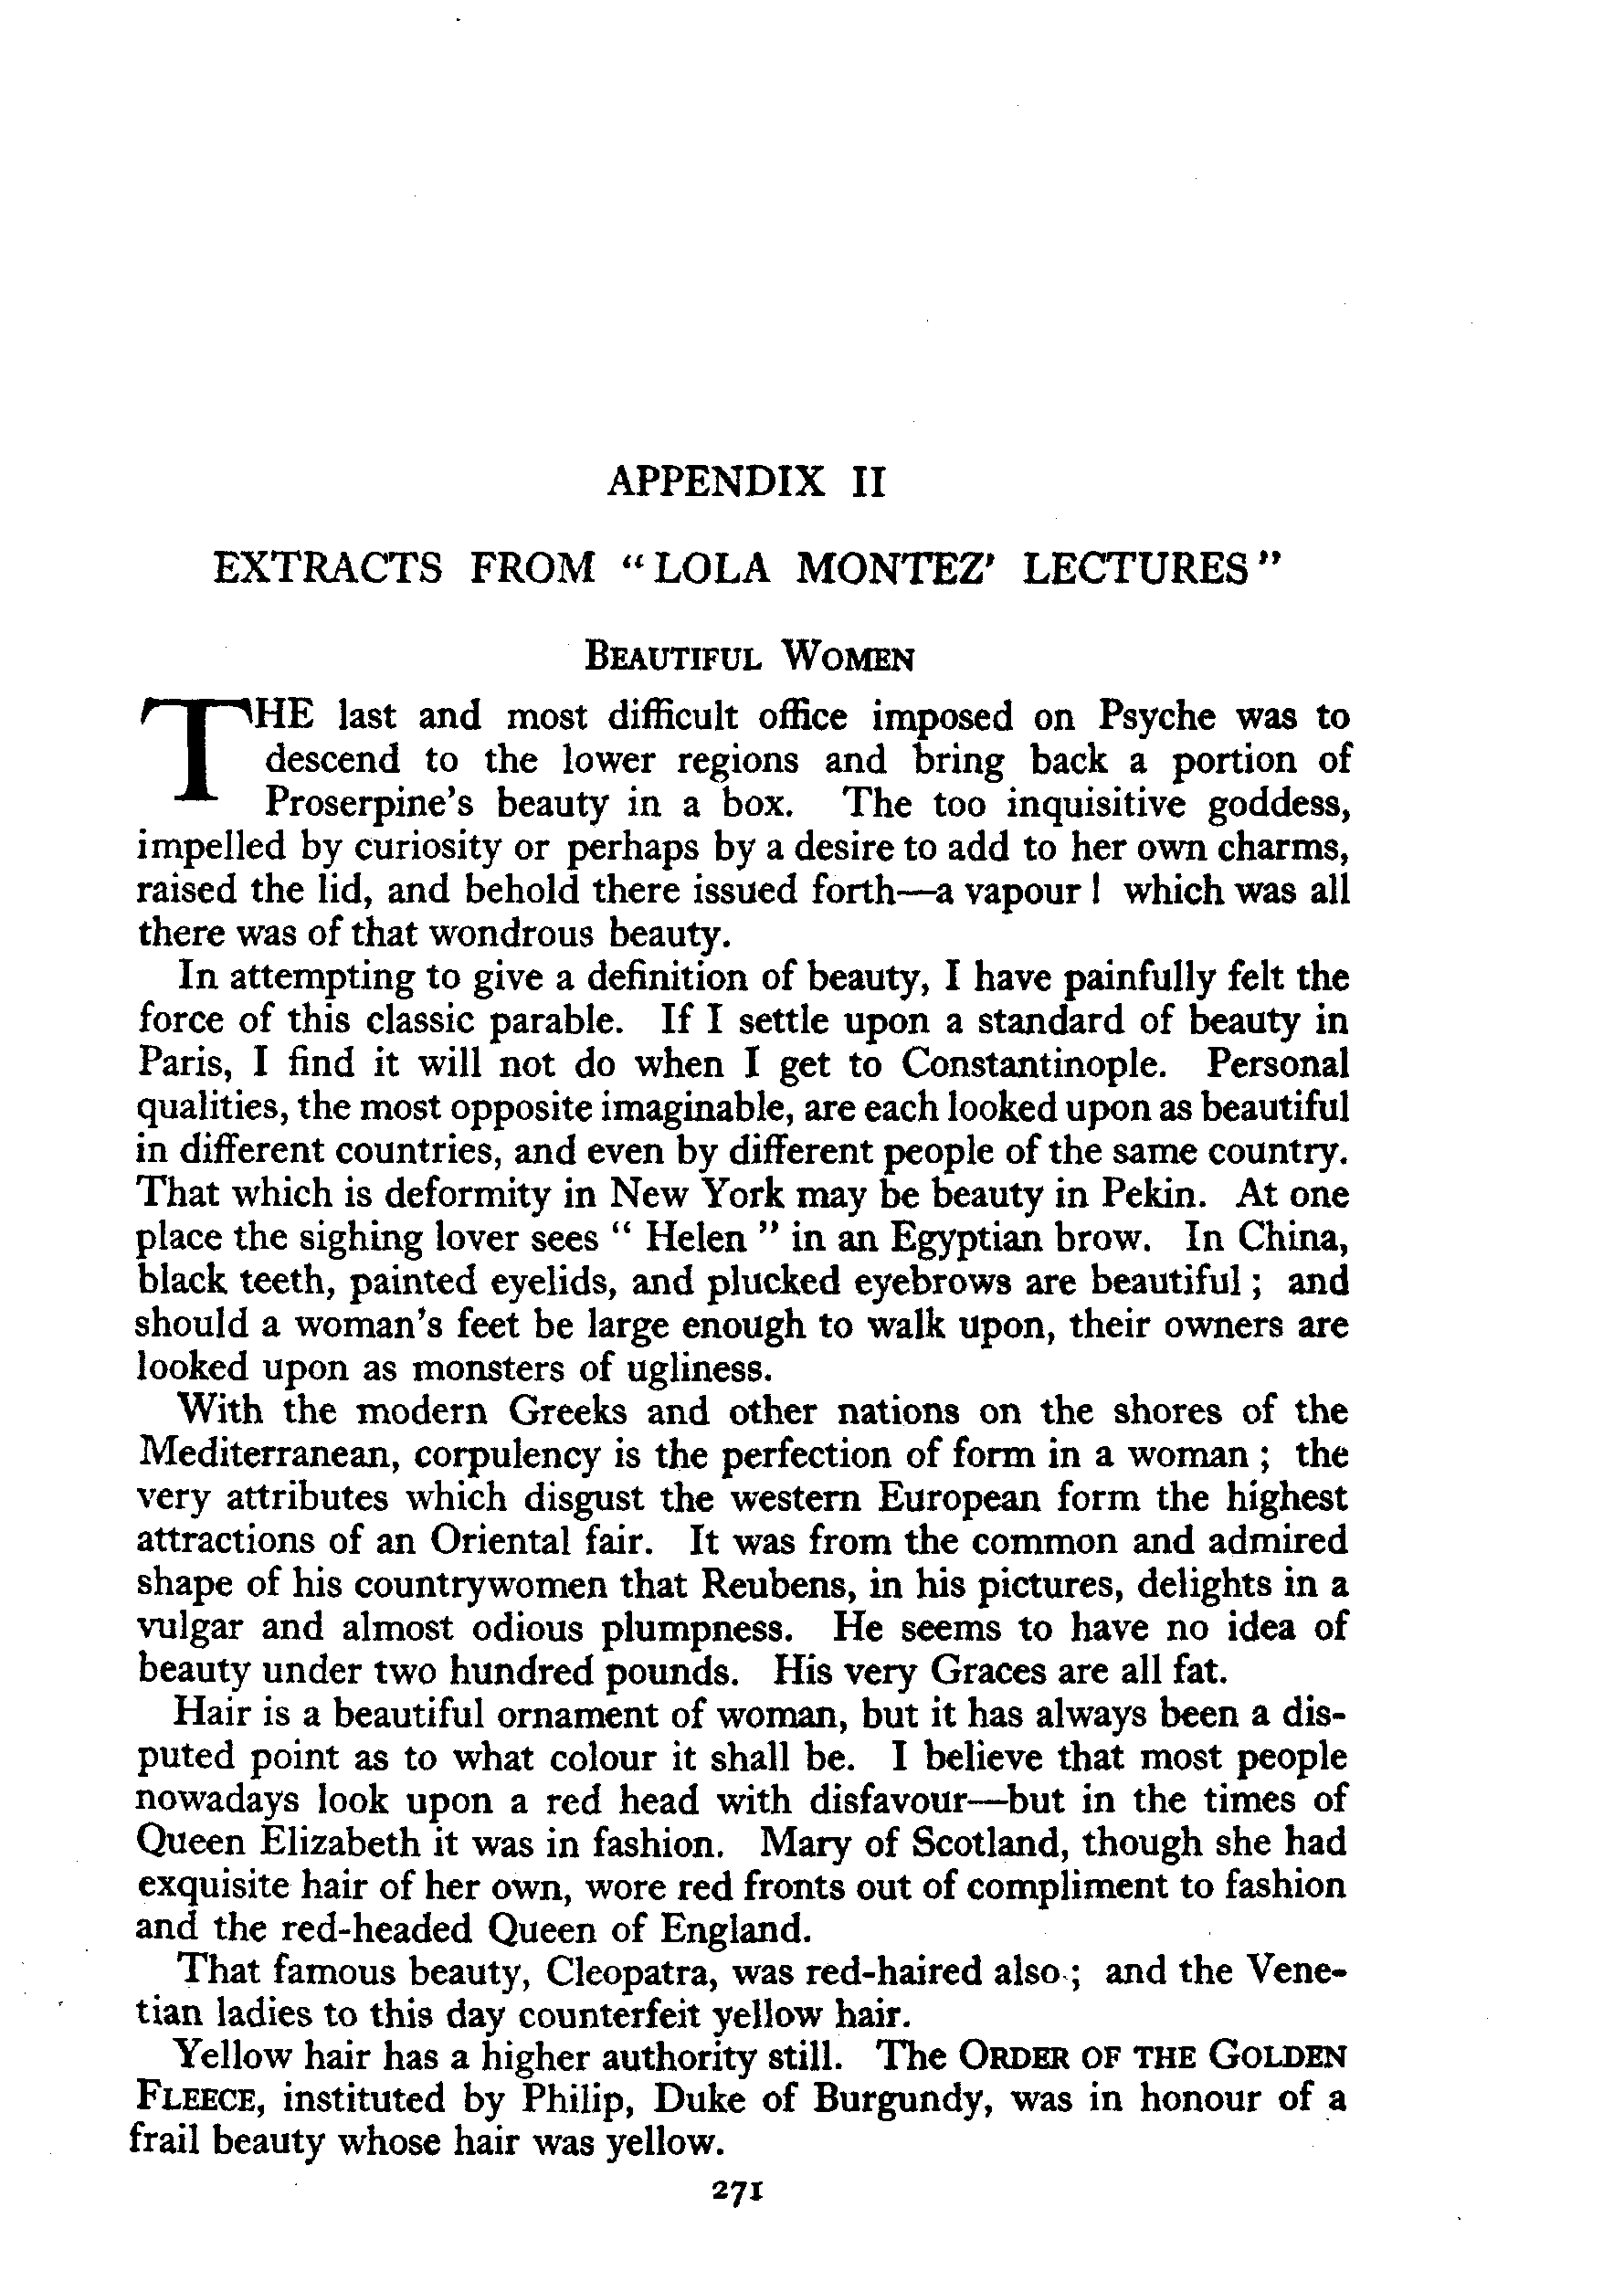 APPENDIX II
EXTRACTS FROM “LOLA MONTEZ’ LECTURES”
BEAUTIFUL WOMEN
THE last and most difficult office imposed on Psyche was to
descend to the lower regions and bring back a portion of
Proserpine’s beauty in a box. The too inquisitive goddess,
impelled by curiosity or perhaps by a desire to add to her own charms,
raised the lid, and behold there issued forth—a vapour! which was all
there was of that wondrous beauty.
In attempting to give a definition of beauty, I have painfully felt the
force of this classic parable. If I settle upon a standard of beauty in
Paris, I find it will not do when I get to Constantinople. Personal
qualities, the most opposite imaginable, are each looked upon as beautiful
in different countries, and even by different people of the same country.
That which is deformity in New York may be beauty in Pekin. At one
place the sighing lover sees “ Helen ” in an Egyptian brow. In China,
black teeth, painted eyelids, and plucked eyebrows are beautiful ; and
should a woman’s feet be large enough to walk upon, their owners are
looked upon as monsters of ugliness.
With the modern Greeks and other nations on the shores of the
Mediterranean, corpulency is the perfection of form in a woman ; the
very attributes which disgust the western European form the highest
attractions of an Oriental fair. It was from the common and admired
shape of his countrywomen that Reubens, in his pictures, delights in a
vulgar and almost odious plumpness. He seems to have no idea of
beauty under two hundred pounds. His very Graces are all fat.
Hair is a beautiful ornament of woman, but it has always been a dis-
puted point as to what colour it shall be. I believe that most people
nowadays look upon a red head with disfavour—but in the times of
Queen Elizabeth it was in fashion. Mary of Scotland, though she had
exquisite hair of her own, wore red fronts out of compliment to fashion
and the red-headed Queen of England.
That famous beauty, Cleopatra, was red-haired also ; and the Vene-
tian ladies to this day counterfeit yellow hair.
Yellow hair has a higher authority still. The ORDER OF THE GOLDEN
FLEECE, instituted by Philip, Duke of Burgundy, was in honour of a
frail beauty whose hair was yellow.
271